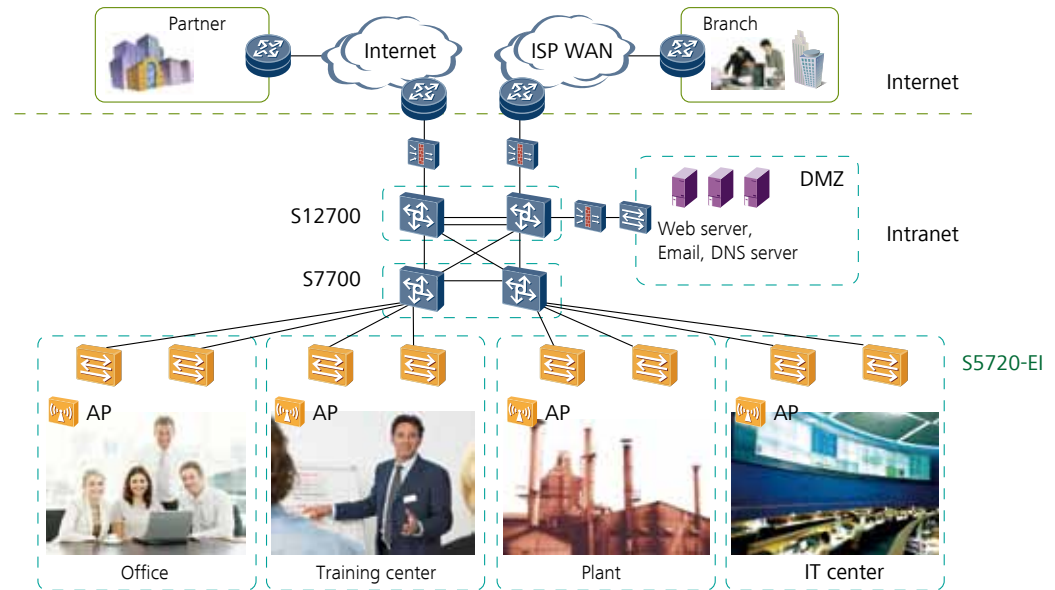 Partner
Internet
ISP WAN
Branch
Internet
DMZ
S12700
Web server,
Email, DNS server
Intranet
S7700
S5720-EI
AP
AP
AP
AP
Office
Training center
Plant
IT center